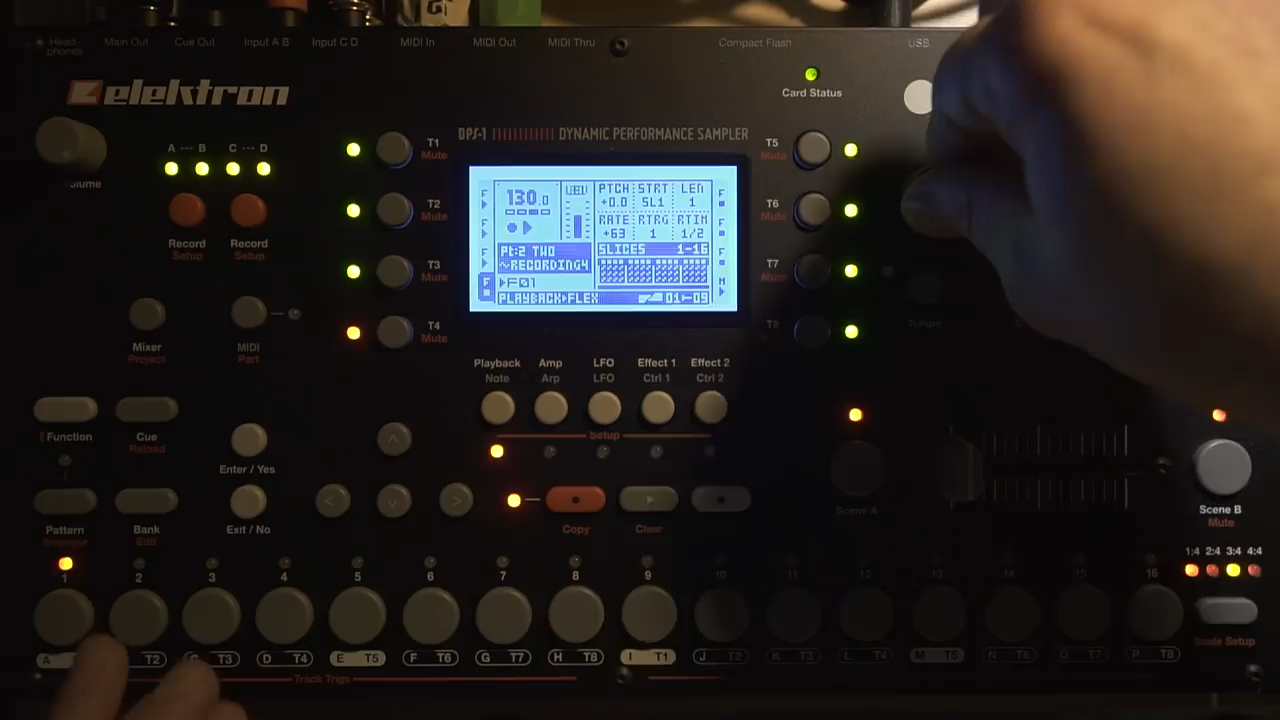 Head-phones Main Out Cue Out Input A B Input C D MIDI In MIDI Out MIDI Thru Compact Flash USB
elektron
Card Status
DPS-1 DYNAMIC PERFORMANCE SAMPLER
A B C D
T1
Mute
T5
Mute
T2
Mute
T6
Mute
T3
Mute
T7
Mute
T4
Mute
T8
Record
Setup
Record
Setup
130.0
PTCH STRT LEN
+0.0 SL1 1
RATE RTRG RTIM
+63 1 1/2
PT:2 TWO
SLICES 1-16
RECORDING4
F01
PLAYBACK FLEX 01 09
Mixer
Project
MIDI
Part
Tempo
Playback Amp LFO Effect 1 Effect 2
Note Arp LFO Ctrl 1 Ctrl 2
Setup
Function
Cue
Reload
Enter / Yes
Scene A
Scene B
Mute
Pattern
Arranger
Bank
Edit
Exit / No
Copy
Clear
1:4 2:4 3:4 4:4
1 2 3 4 5 6 7 8 9 10 11 12 13 14 15 16
Scale Setup
A T2 T3 D T4 E T5 F T6 G T7 H T8 I T1 J T2 K T3 L T4 M T5 N T6 O T7 P T8
Track Trigs